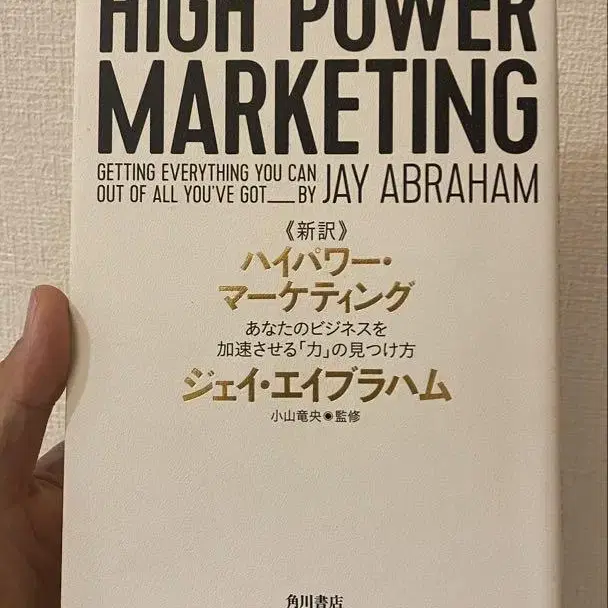 HIGH POWER
MARKETING
GETTING EVERYTHING YOU CAN
OUT OF ALL YOU'VE GOT___BY JAY ABRAHAM
《新訳》
ハイパワー・
マーケティング
あなたのビジネスを
加速させる「力」の見つけ方
ジェイ・エイブラハム
小山竜央◉監修
角川書店